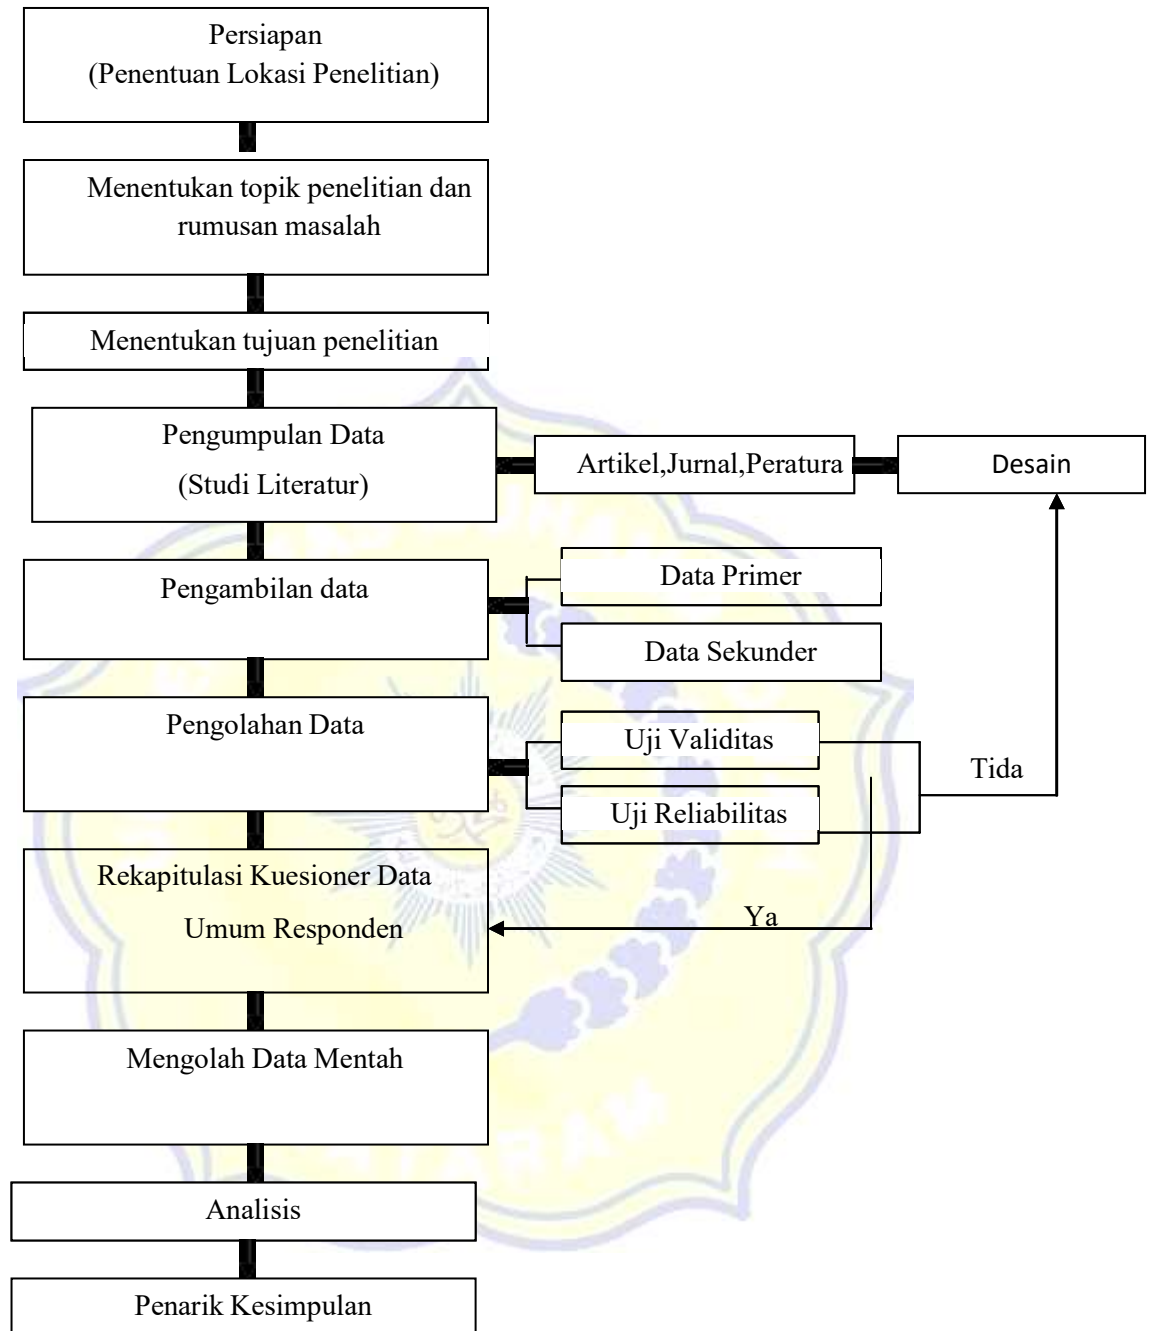 Persiapan
(Penentuan Lokasi Penelitian)
Menentukan topik penelitian dan
rumusan masalah
Menentukan tujuan penelitian
Pengumpulan Data
(Studi Literatur)
Artikel,Jurnal,Peratura
Desain
Pengambilan data
Data Primer
Data Sekunder
Pengolahan Data
Uji Validitas
Uji Reliabilitas
Tida
Rekapitulasi Kuesioner Data
Umum Responden
Ya
Mengolah Data Mentah
Analisis
Penarik Kesimpulan